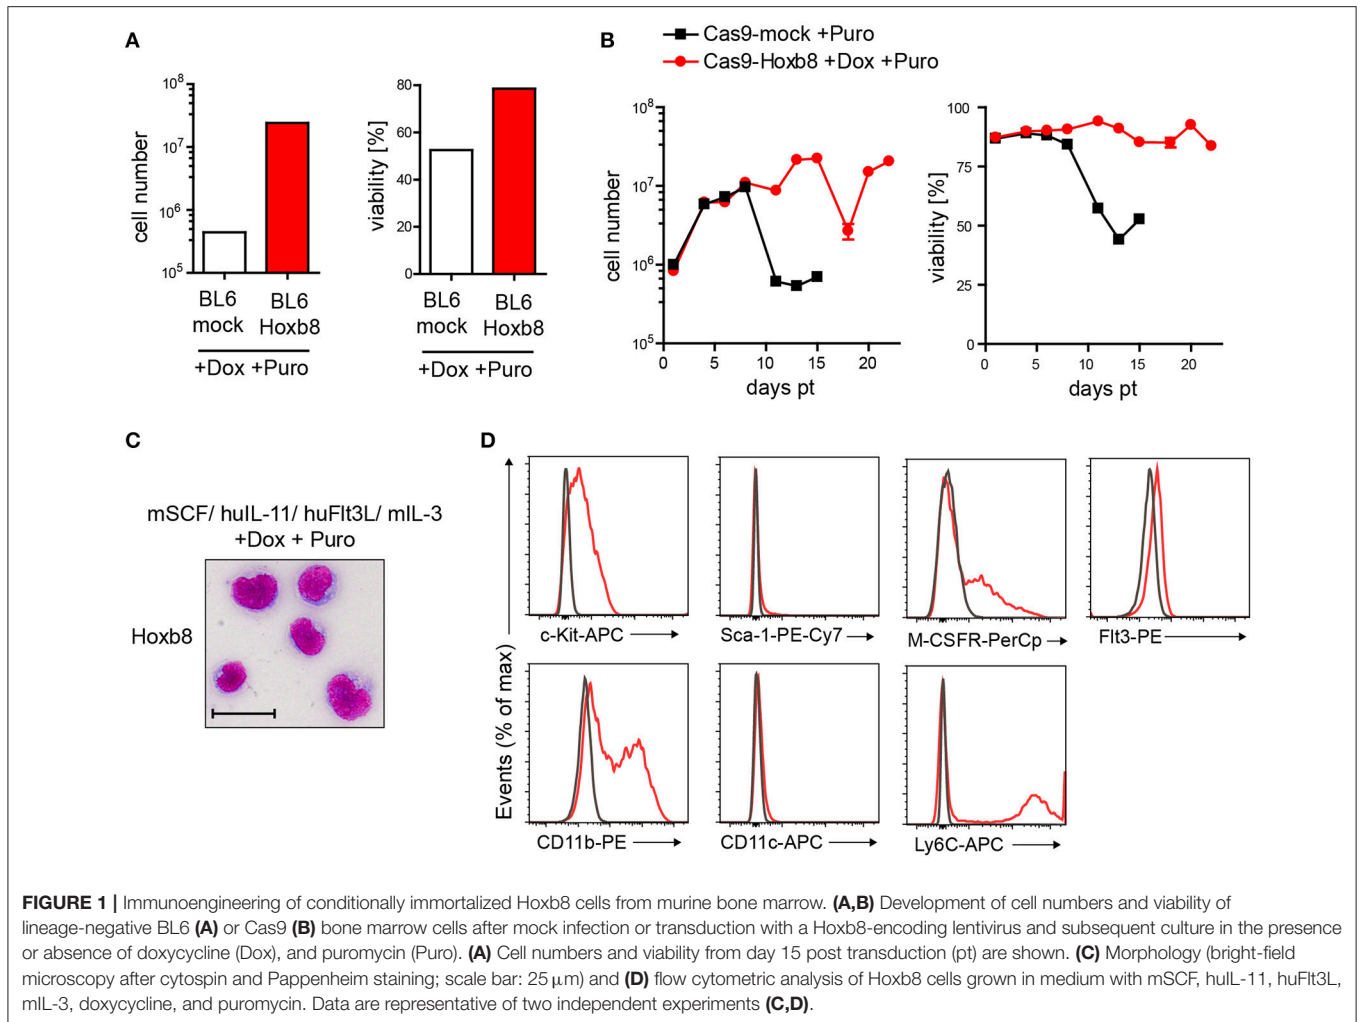 A
10^8
10^7
10^6
10^5
cell number
BL6 mock
BL6 Hoxb8
+Dox +Puro
80
60
40
20
0
viability [%]
BL6 mock
BL6 Hoxb8
+Dox +Puro
B
Cas9-mock +Puro
Cas9-Hoxb8 +Dox +Puro
10^8
10^7
10^6
10^5
cell number
0 5 10 15 20
days pt
100
75
50
25
0
viability [%]
0 5 10 15 20
days pt
C
mSCF/ huIL-11/ huFlt3L/ mIL-3
+Dox + Puro
Hoxb8
D
Events (% of max)
c-Kit-APC
Sca-1-PE-Cy7
M-CSFR-PerCp
Flt3-PE
CD11b-PE
CD11c-APC
Ly6C-APC
FIGURE 1 | Immunoengineering of conditionally immortalized Hoxb8 cells from murine bone marrow. (A,B) Development of cell numbers and viability of
lineage-negative BL6 (A) or Cas9 (B) bone marrow cells after mock infection or transduction with a Hoxb8-encoding lentivirus and subsequent culture in the presence
or absence of doxycycline (Dox), and puromycin (Puro). (A) Cell numbers and viability from day 15 post transduction (pt) are shown. (C) Morphology (bright-field
microscopy after cytospin and Pappenheim staining; scale bar: 25 μm) and (D) flow cytometric analysis of Hoxb8 cells grown in medium with mSCF, huIL-11, huFlt3L,
mIL-3, doxycycline, and puromycin. Data are representative of two independent experiments (C,D).